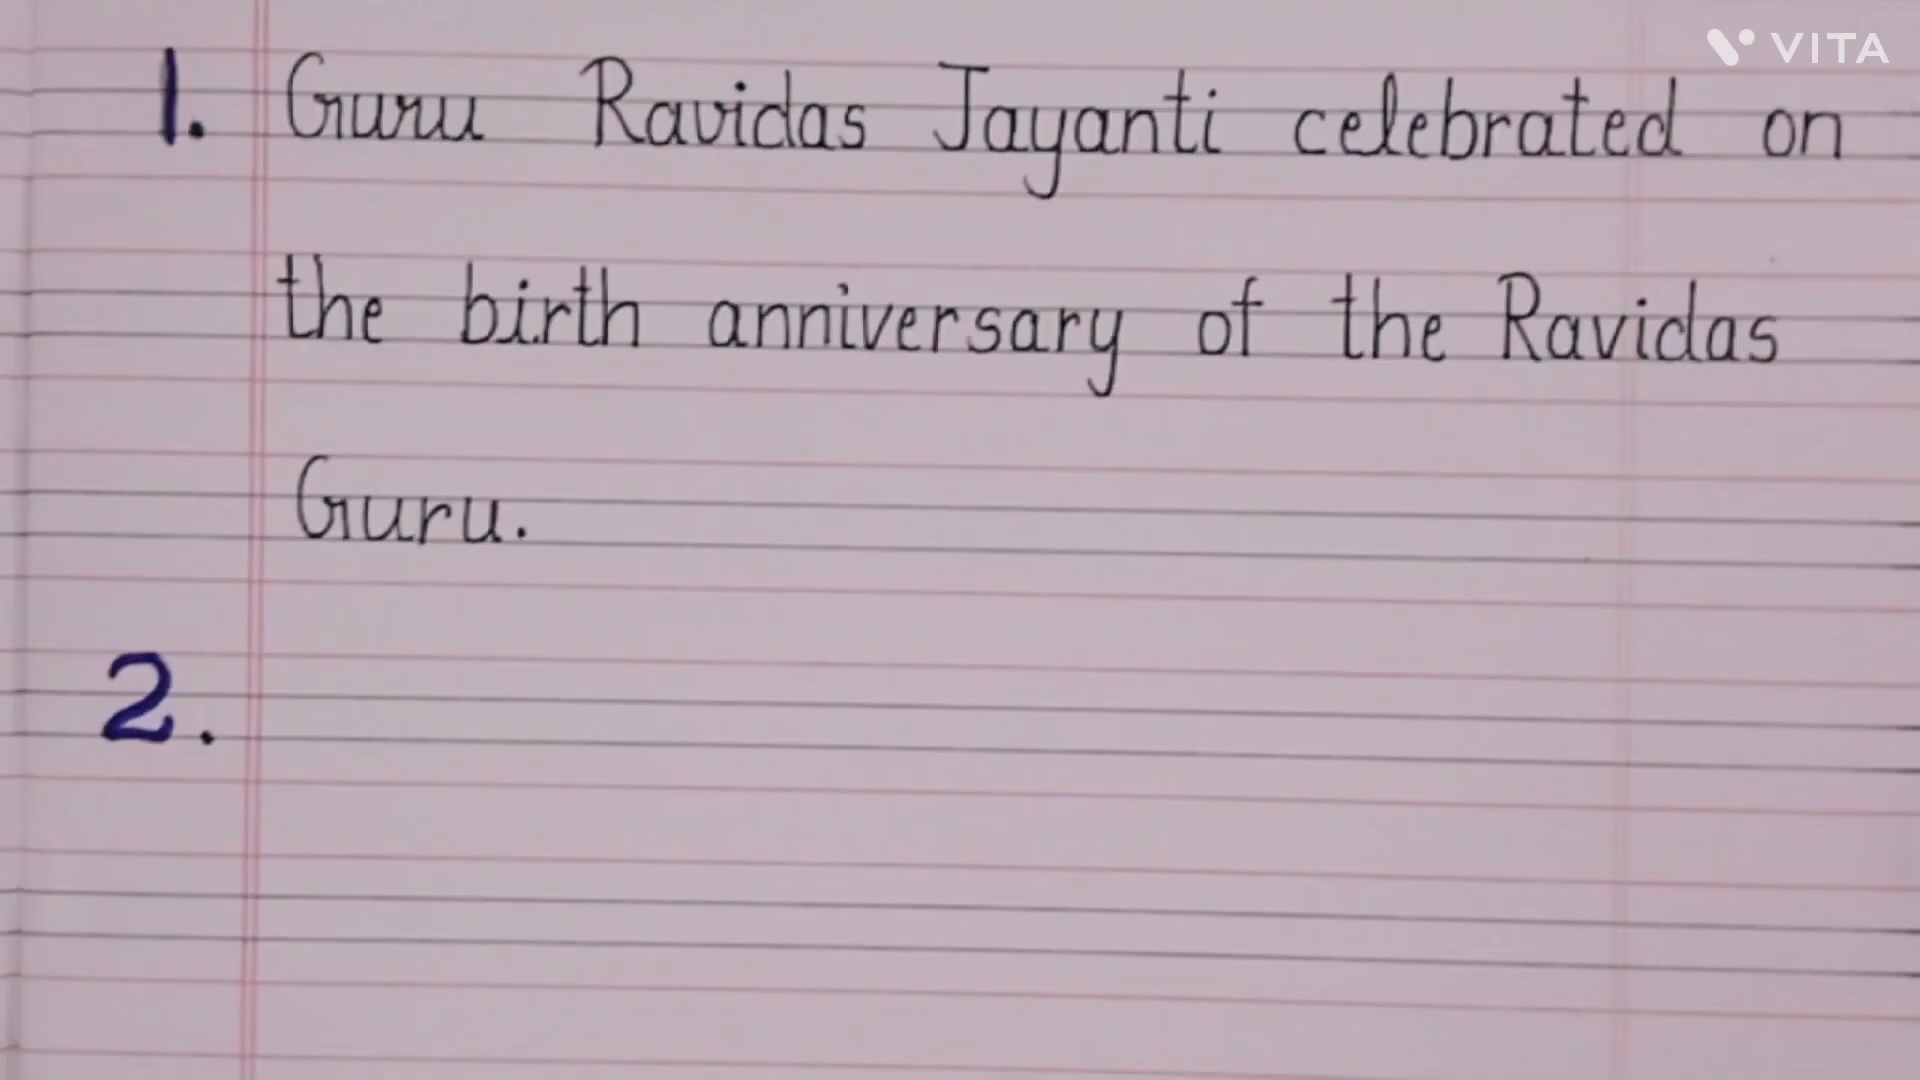 VITA
1. Guru Ravidas Jayanti celebrated on
the birth anniversary of the Ravidas
Guru.
2.